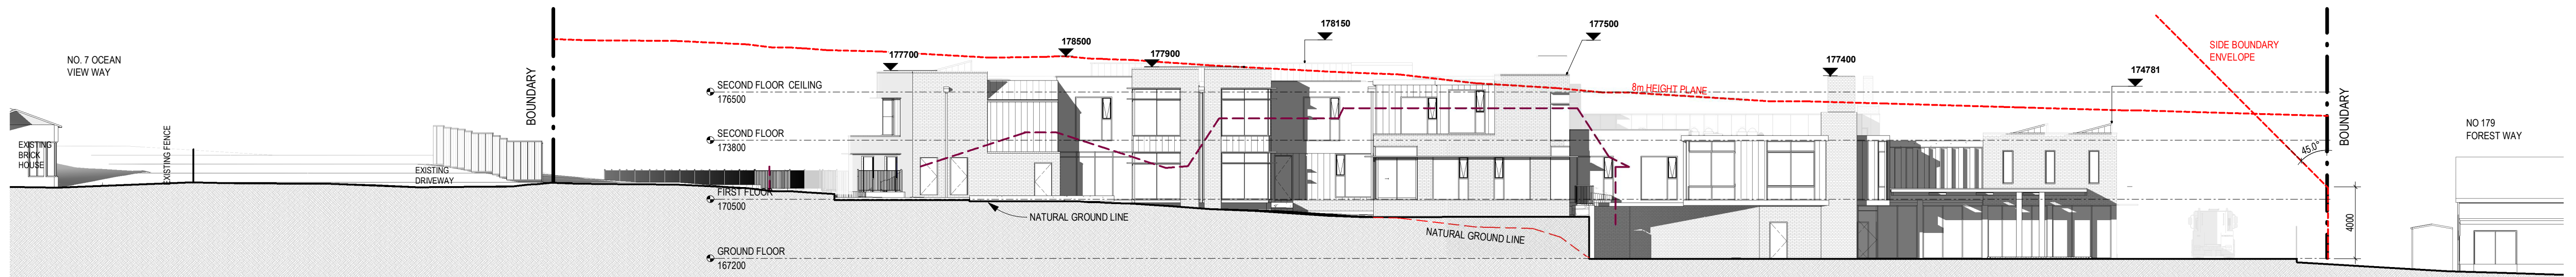 NO. 7 OCEAN
VIEW WAY
BOUNDARY
EXISTING
BRICK
HOUSE
EXISTING FENCE
EXISTING
DRIVEWAY
SECOND FLOOR CEILING
176500
SECOND FLOOR
173800
FIRST FLOOR
170500
GROUND FLOOR
167200
177700
178500
177900
178150
177500
177400
174781
NATURAL GROUND LINE
NATURAL GROUND LINE
8m HEIGHT PLANE
SIDE BOUNDARY
ENVELOPE
45.0°
4000
BOUNDARY
NO 179
FOREST WAY